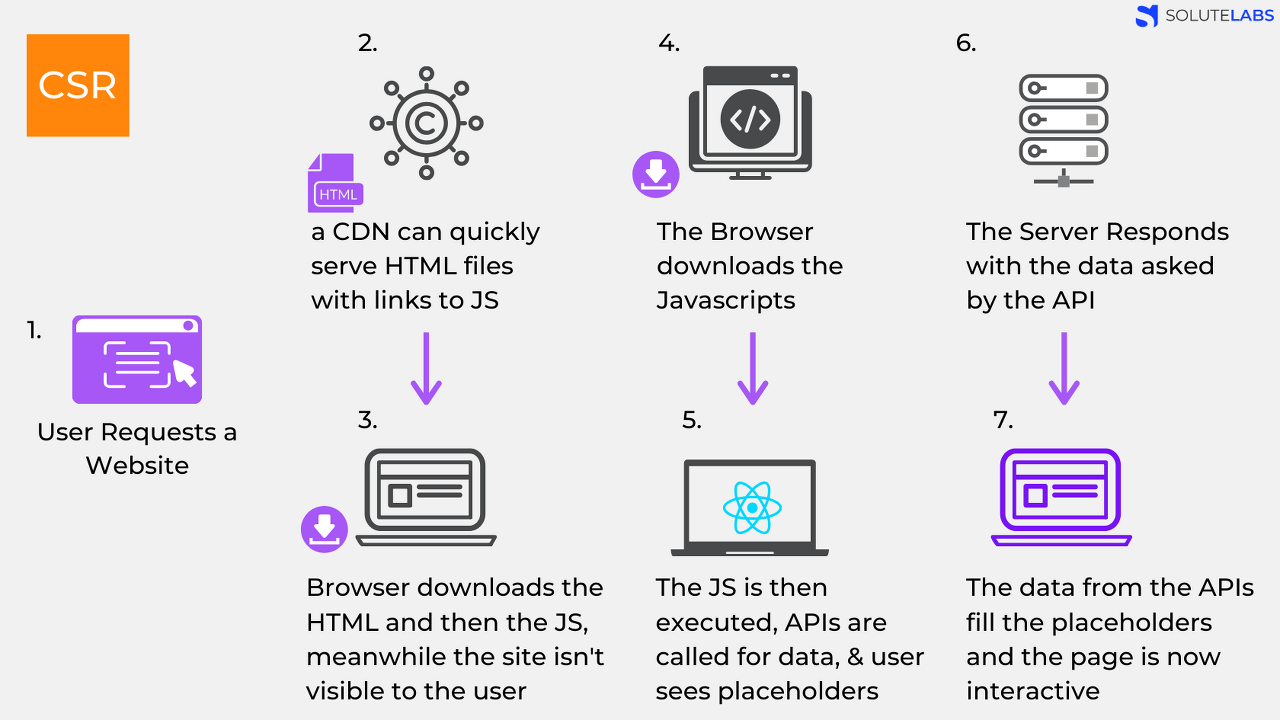 SOLUTELABS
CSR
1.
User Requests a
Website
2.
C
HTML
a CDN can quickly
serve HTML files
with links to JS
3.
Browser downloads the
HTML and then the JS,
meanwhile the site isn't
visible to the user
4.
</>
The Browser
downloads the
Javascripts
5.
The JS is then
executed, APIs are
called for data, & user
sees placeholders
6.
The Server Responds
with the data asked
by the API
7.
The data from the APIs
fill the placeholders
and the page is now
interactive